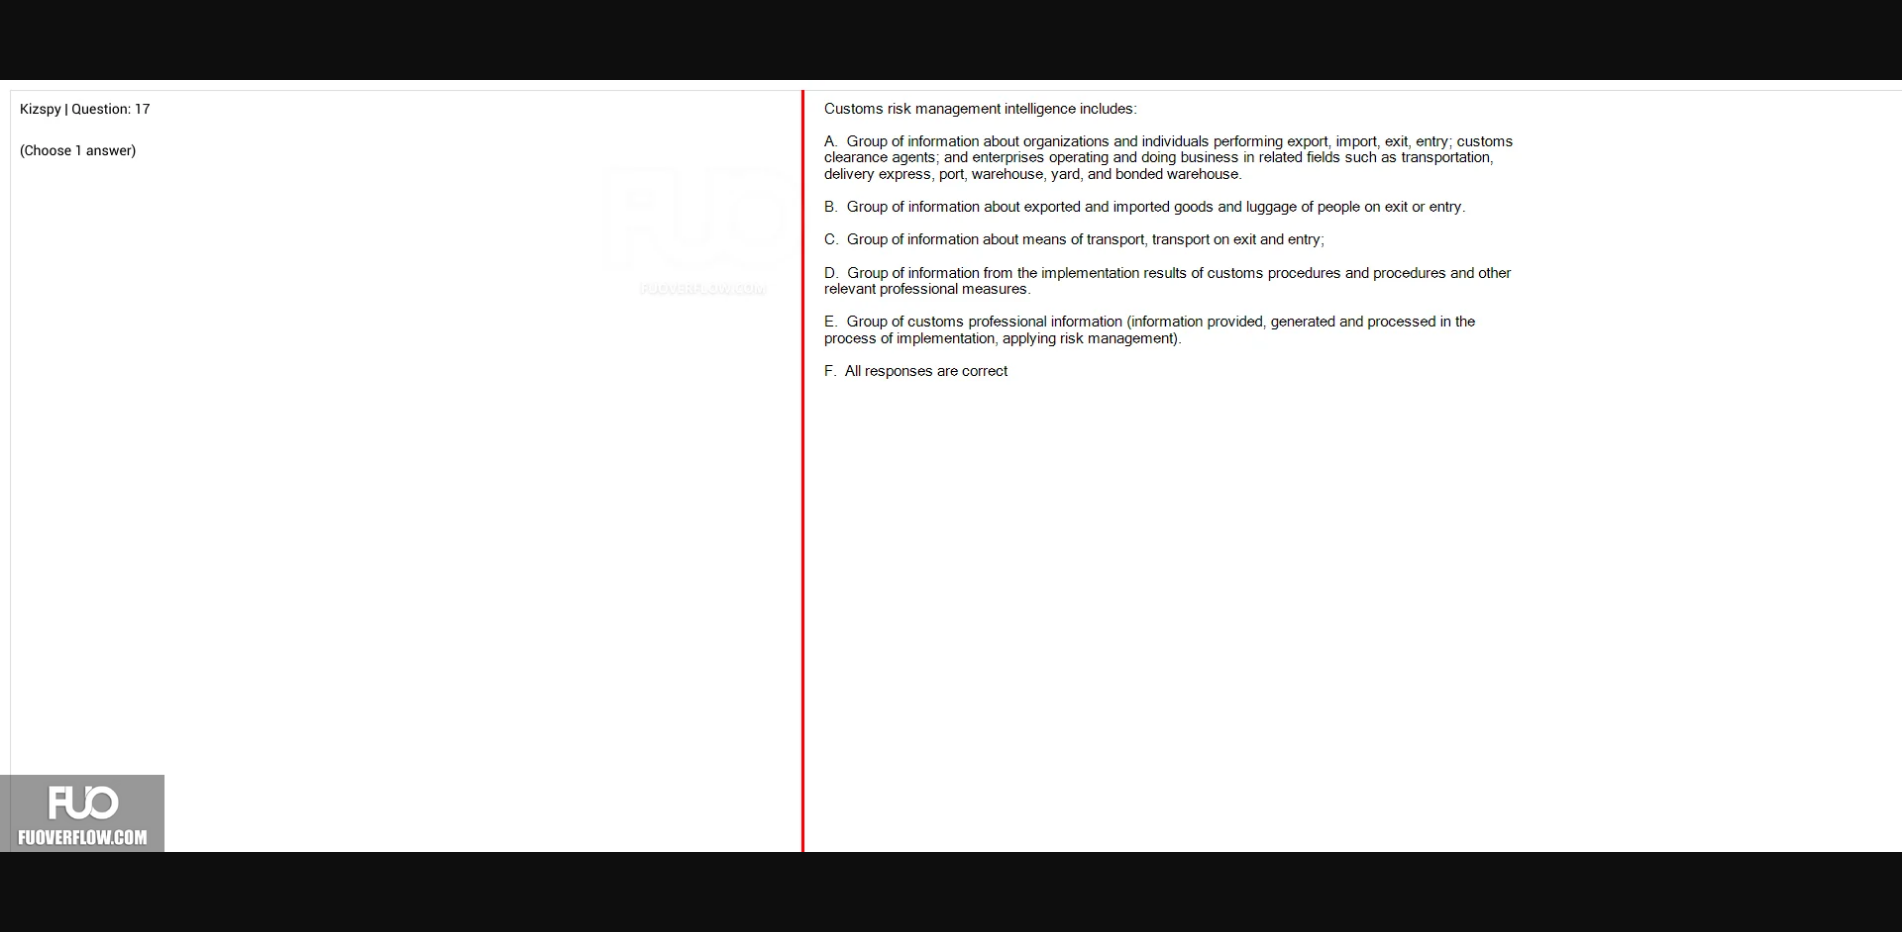 Kizspy | Question: 17
(Choose 1 answer)
FUO
FUOVERFLOW.COM
Customs risk management intelligence includes:
A. Group of information about organizations and individuals performing export, import, exit, entry; customs
clearance agents; and enterprises operating and doing business in related fields such as transportation,
delivery express, port, warehouse, yard, and bonded warehouse.
B. Group of information about exported and imported goods and luggage of people on exit or entry.
C. Group of information about means of transport, transport on exit and entry;
D. Group of information from the implementation results of customs procedures and procedures and other
relevant professional measures.
E. Group of customs professional information (information provided, generated and processed in the
process of implementation, applying risk management).
F. All responses are correct
FUO
FUOVERFLOW.COM